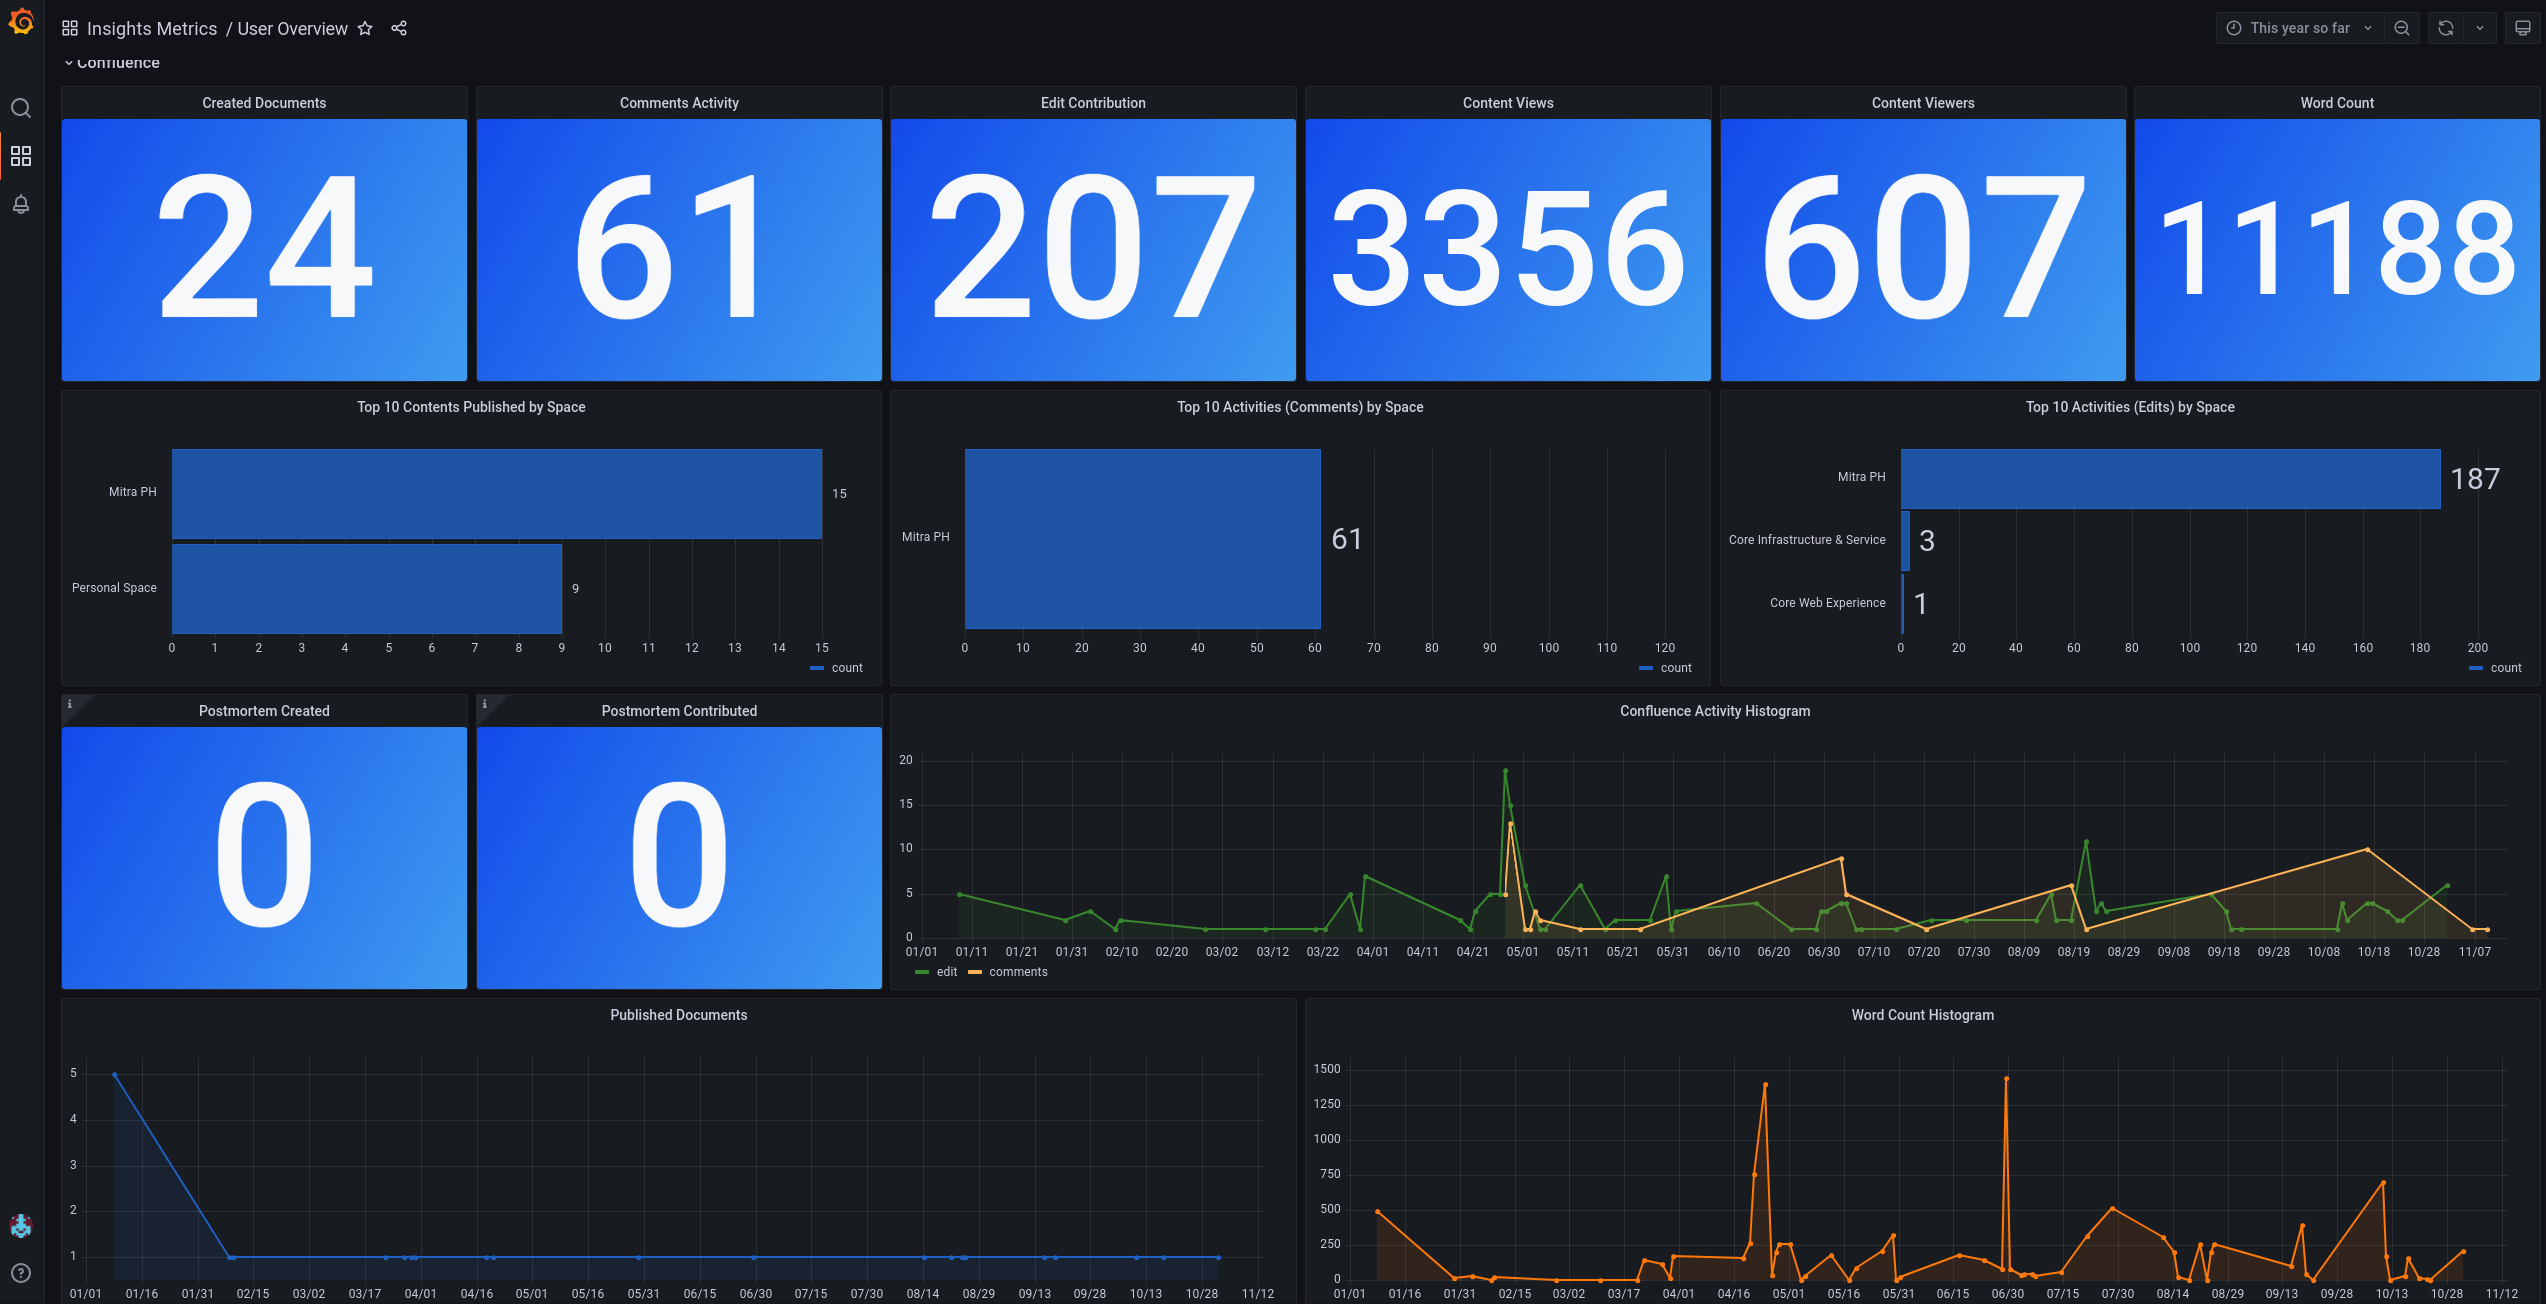 Insights Metrics / User Overview
This year so far
Confluence
Created Documents
24
Comments Activity
61
Edit Contribution
207
Content Views
3356
Content Viewers
607
Word Count
11188
Top 10 Contents Published by Space
Mitra PH
15
Personal Space
9
0 1 2 3 4 5 6 7 8 9 10 11 12 13 14 15
count
Top 10 Activities (Comments) by Space
Mitra PH
61
0 10 20 30 40 50 60 70 80 90 100 110 120
count
Top 10 Activities (Edits) by Space
Mitra PH
187
Core Infrastructure & Service
3
Core Web Experience
1
0 20 40 60 80 100 120 140 160 180 200
count
i
Postmortem Created
0
i
Postmortem Contributed
0
Confluence Activity Histogram
20
15
10
5
0
01/01 01/11 01/21 01/31 02/10 02/20 03/02 03/12 03/22 04/01 04/11 04/21 05/01 05/11 05/21 05/31 06/10 06/20 06/30 07/10 07/20 07/30 08/09 08/19 08/29 09/08 09/18 09/28 10/08 10/18 10/28 11/07
edit comments
Published Documents
5
4
3
2
1
01/01 01/16 01/31 02/15 03/02 03/17 04/01 04/16 05/01 05/16 05/31 06/15 06/30 07/15 07/30 08/14 08/29 09/13 09/28 10/13 10/28 11/12
Word Count Histogram
1500
1250
1000
750
500
250
0
01/01 01/16 01/31 02/15 03/02 03/17 04/01 04/16 05/01 05/16 05/31 06/15 06/30 07/15 07/30 08/14 08/29 09/13 09/28 10/13 10/28 11/12